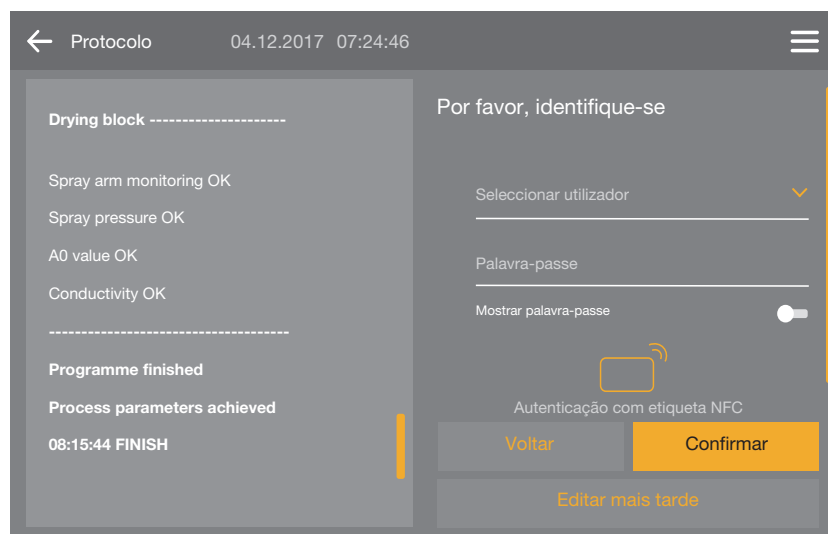 Protocolo 04.12.2017 07:24:46
Drying block ---------------------
Spray arm monitoring OK
Spray pressure OK
A0 value OK
Conductivity OK
-------------------------------------
Programme finished
Process parameters achieved
08:15:44 FINISH
Por favor, identifique-se
Seleccionar utilizador
Palavra-passe
Mostrar palavra-passe
Autenticação com etiqueta NFC
Voltar
Confirmar
Editar mais tarde